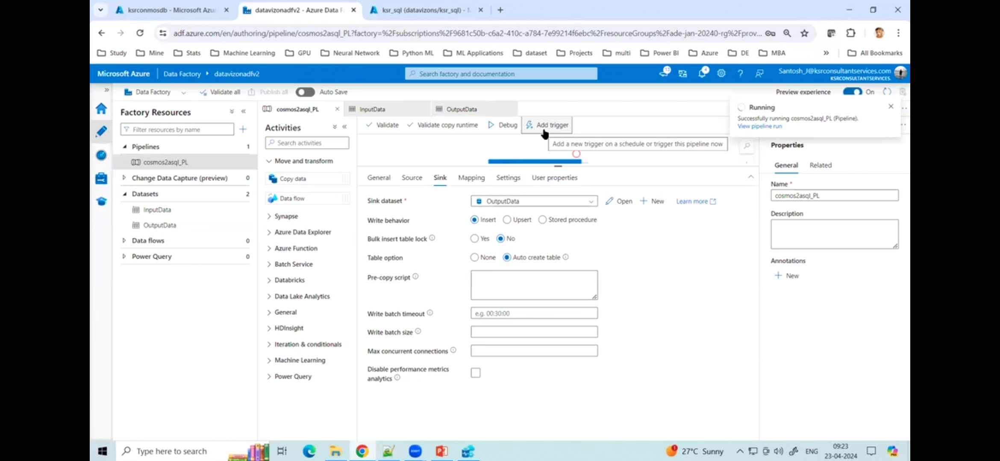 ksrconmosdb - Microsoft Azu
datavizonadfv2 - Azure Data F
ksr_sql (datavizons/ksr_sql) - M
adf.azure.com/en/authoring/pipeline/cosmos2asql_PL?factory=%2Fsubscriptions%2F9681c50b-c6a2-410c-a784-7e99214f6ebc%2FresourceGroups%2Fade-jan-20240-rg%2Fprov...
Study Mine Stats Machine Learning GPU Neural Network Python ML ML Applications dataset Projects multi Power BI Azure DE MBA » All Bookmarks
Microsoft Azure Data Factory datavizonadfv2 Search factory and documentation 13 4 ? Santosh_J@ksrconsultantservices.com
KSRCONSULTANTSERVICES.
Data Factory Validate all Publish all Auto Save Preview experience On
Factory Resources
Filter resources by name
Pipelines 1
cosmos2asql_PL
Change Data Capture (preview) 0
Datasets 2
InputData
OutputData
Data flows 0
Power Query 0
cosmos2asql_PL InputData OutputData
Activities
Search activities
Move and transform
Copy data
Data flow
Synapse
Azure Data Explorer
Azure Function
Batch Service
Databricks
Data Lake Analytics
General
HDInsight
Iteration & conditionals
Machine Learning
Power Query
Validate Validate copy runtime Debug Add trigger
Add a new trigger on a schedule or trigger this pipeline now
General Source Sink Mapping Settings User properties
Sink dataset * OutputData Open New Learn more
Write behavior Insert Upsert Stored procedure
Bulk insert table lock Yes No
Table option None Auto create table
Pre-copy script
Write batch timeout e.g. 00:30:00
Write batch size
Max concurrent connections
Disable performance metrics
analytics
Running
Successfully running cosmos2asql_PL (Pipeline).
View pipeline run
Properties
General Related
Name *
cosmos2asql_PL
Description
Annotations
New
Type here to search
zoom
1 27°C Sunny ENG
09:23
23-04-2024